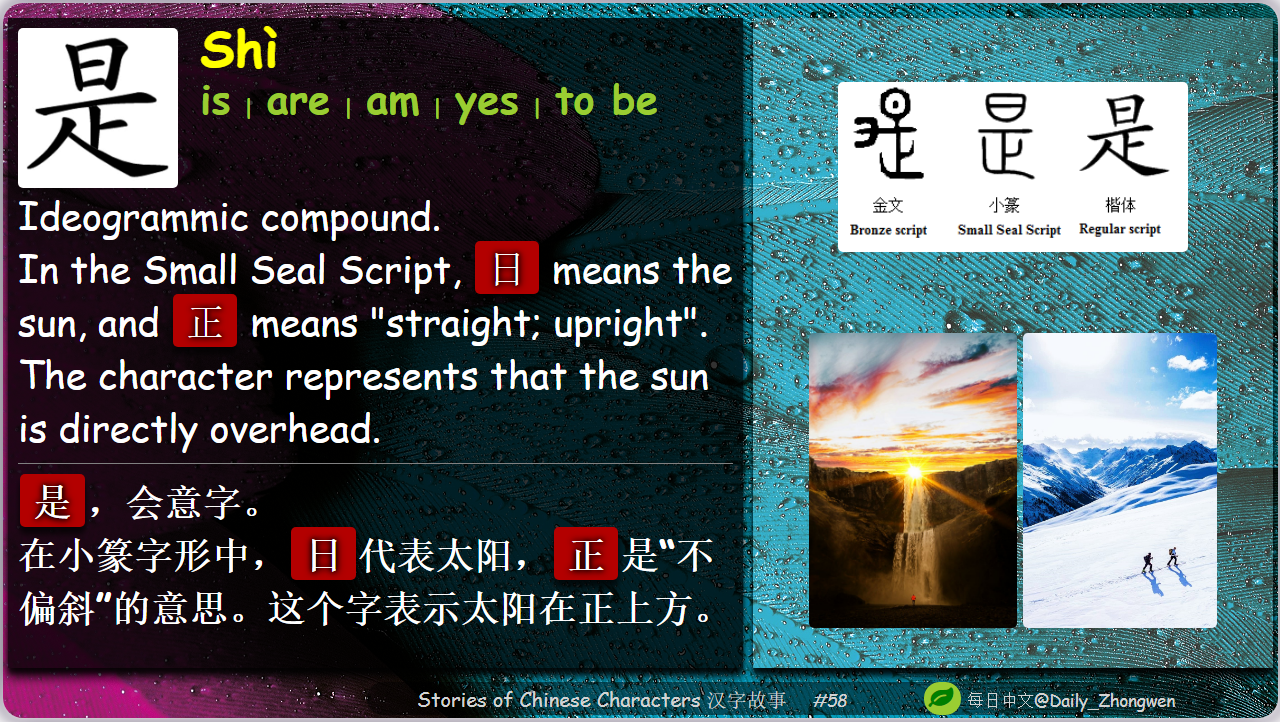 是
Shì
is | are | am | yes | to be
Ideogrammic compound.
In the Small Seal Script, 日 means the
sun, and 正 means "straight; upright".
The character represents that the sun
is directly overhead.
是，会意字。
在小篆字形中，日代表太阳，正是“不
偏斜”的意思。这个字表示太阳在正上方。
是 是 是
金文 小篆 楷体
Bronze script Small Seal Script Regular script
Stories of Chinese Characters 汉字故事 #58
每日中文@Daily_Zhongwen